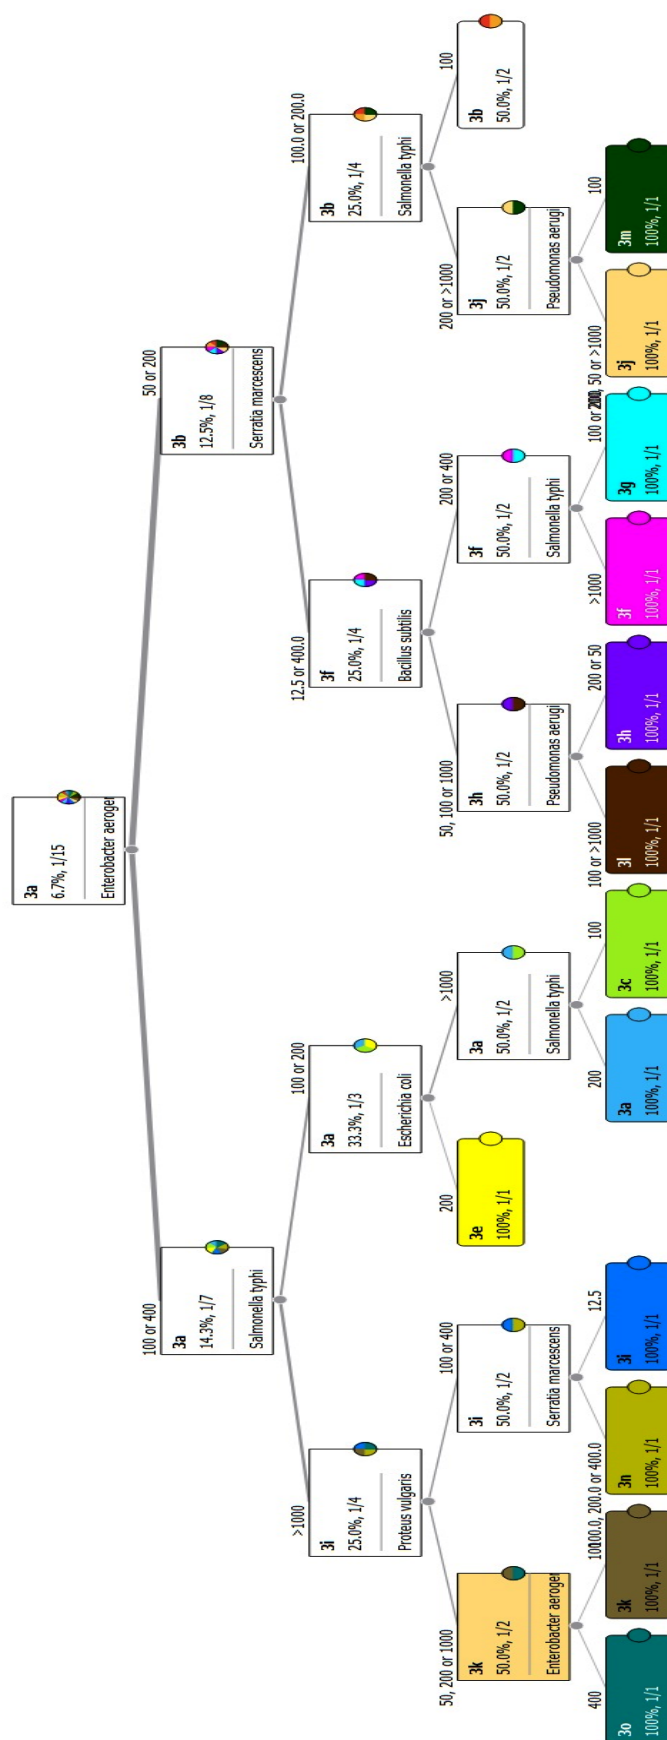 3a
6.7%, 1/15
Enterobacter aeroger
100 or 400
50 or 200
3a
14.3%, 1/7
Salmonella typhi
3b
12.5%, 1/8
Serratia marcescens
>1000
100 or 200
12.5 or 400.0
100.0 or 200.0
3i
25.0%, 1/4
Proteus vulgaris
3a
33.3%, 1/3
Escherichia coli
3f
25.0%, 1/4
Bacillus subtilis
3b
25.0%, 1/4
Salmonella typhi
50, 200 or 1000
100 or 400
200
>1000
50, 100 or 1000
200 or 400
200 or >1000
100
3k
50.0%, 1/2
Enterobacter aeroger
3i
50.0%, 1/2
Serratia marcescens
3e
100%, 1/1
3a
50.0%, 1/2
Salmonella typhi
3h
50.0%, 1/2
Pseudomonas aerugi
3f
50.0%, 1/2
Salmonella typhi
3j
50.0%, 1/2
Pseudomonas aerugi
3b
50.0%, 1/2
400
200.0 or 400.0
12.5
200
100
100 or >1000
200 or 50
>1000
100 or
50 or >1000
100
3o
100%, 1/1
3k
100%, 1/1
3n
100%, 1/1
3i
100%, 1/1
3a
100%, 1/1
3c
100%, 1/1
3l
100%, 1/1
3h
100%, 1/1
3f
100%, 1/1
3g
100%, 1/1
3j
100%, 1/1
3m
100%, 1/1